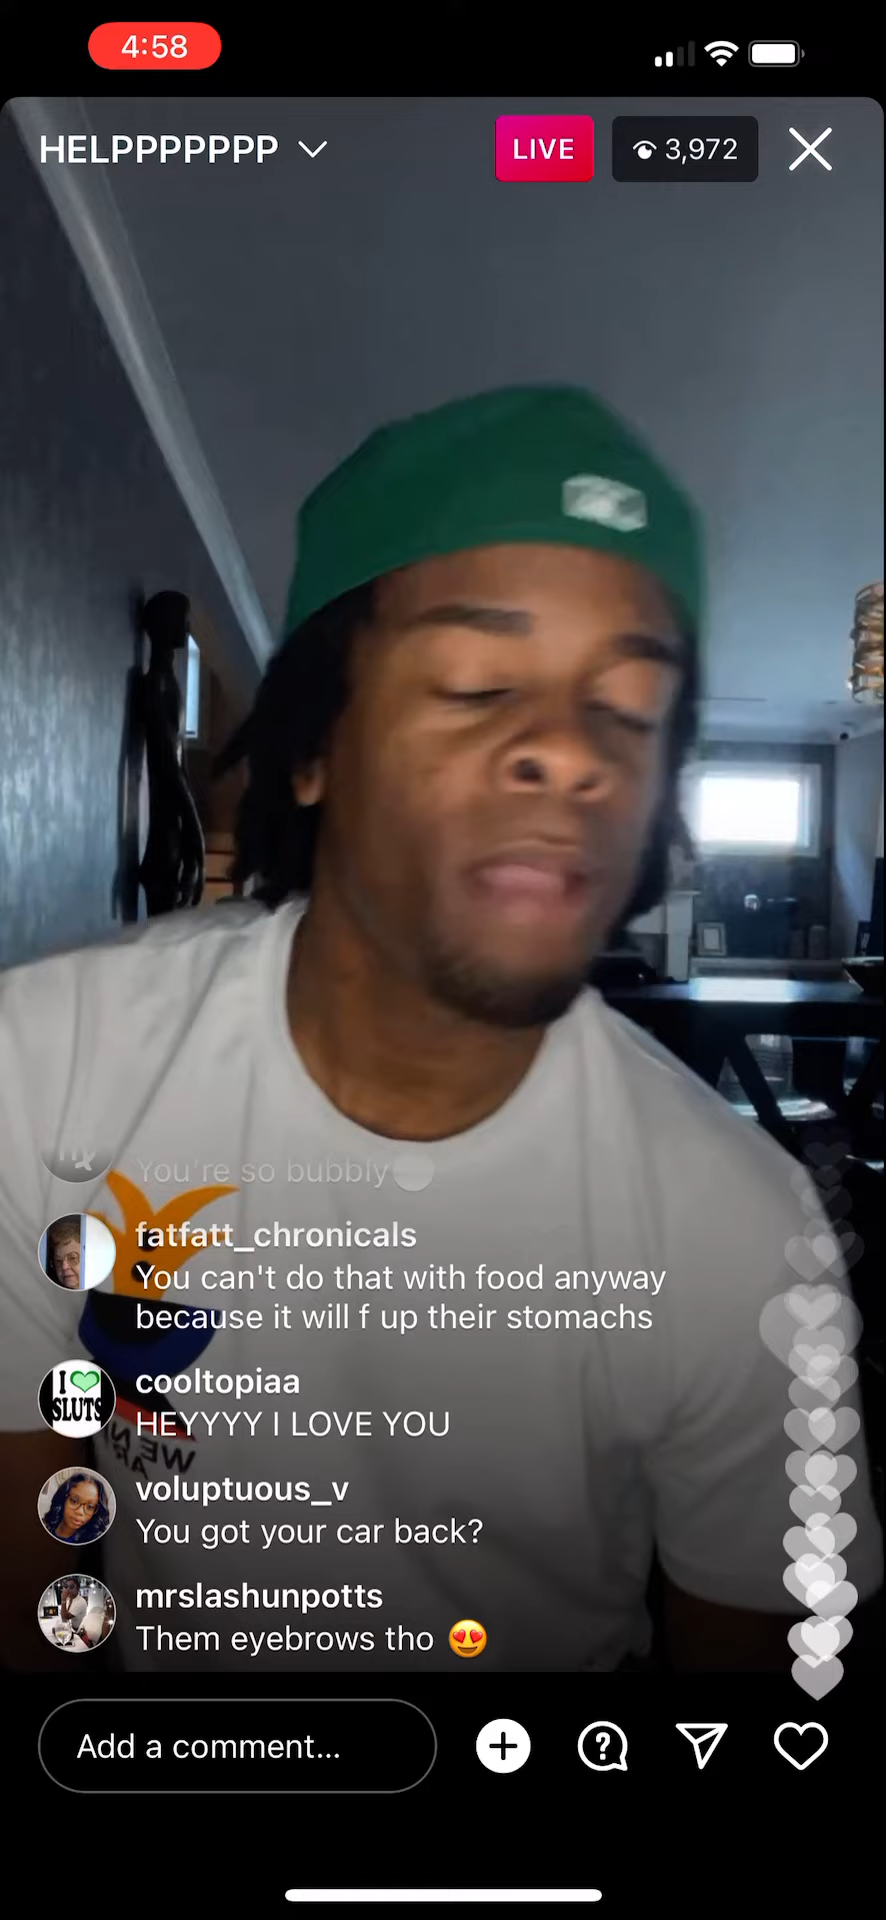 4:58
HELPPPPPPP
LIVE
3,972
You're so bubbly
fatfatt_chronicals
You can't do that with food anyway
because it will f up their stomachs
I
SLUTS
cooltopiaa
HEYYYY I LOVE YOU
voluptuous_v
You got your car back?
mrslashunpotts
Them eyebrows tho 😍
Add a comment...